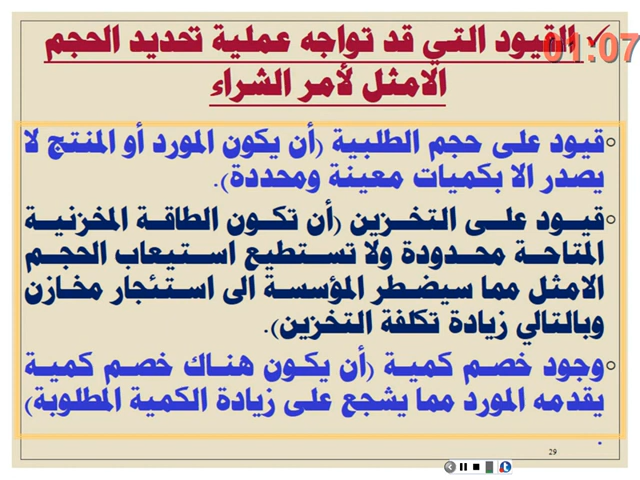 ✓ القيود التي قد تواجه عملية تحديد الحجم
الامثل لأمر الشراء
01:07
قيود على حجم الطلبية (أن يكون المورد أو المنتج لا
يصدر الا بكميات معينة ومحددة).
قيود على التخزين (أن تكون الطاقة المخزنية
المتاحة محدودة ولا تستطيع استيعاب الحجم
الامثل مما سيضطر المؤسسة الى استئجار مخازن
وبالتالي زيادة تكلفة التخزين).
وجود خصم كمية (أن يكون هناك خصم كمية
يقدمه المورد مما يشجع على زيادة الكمية المطلوبة)
.
29